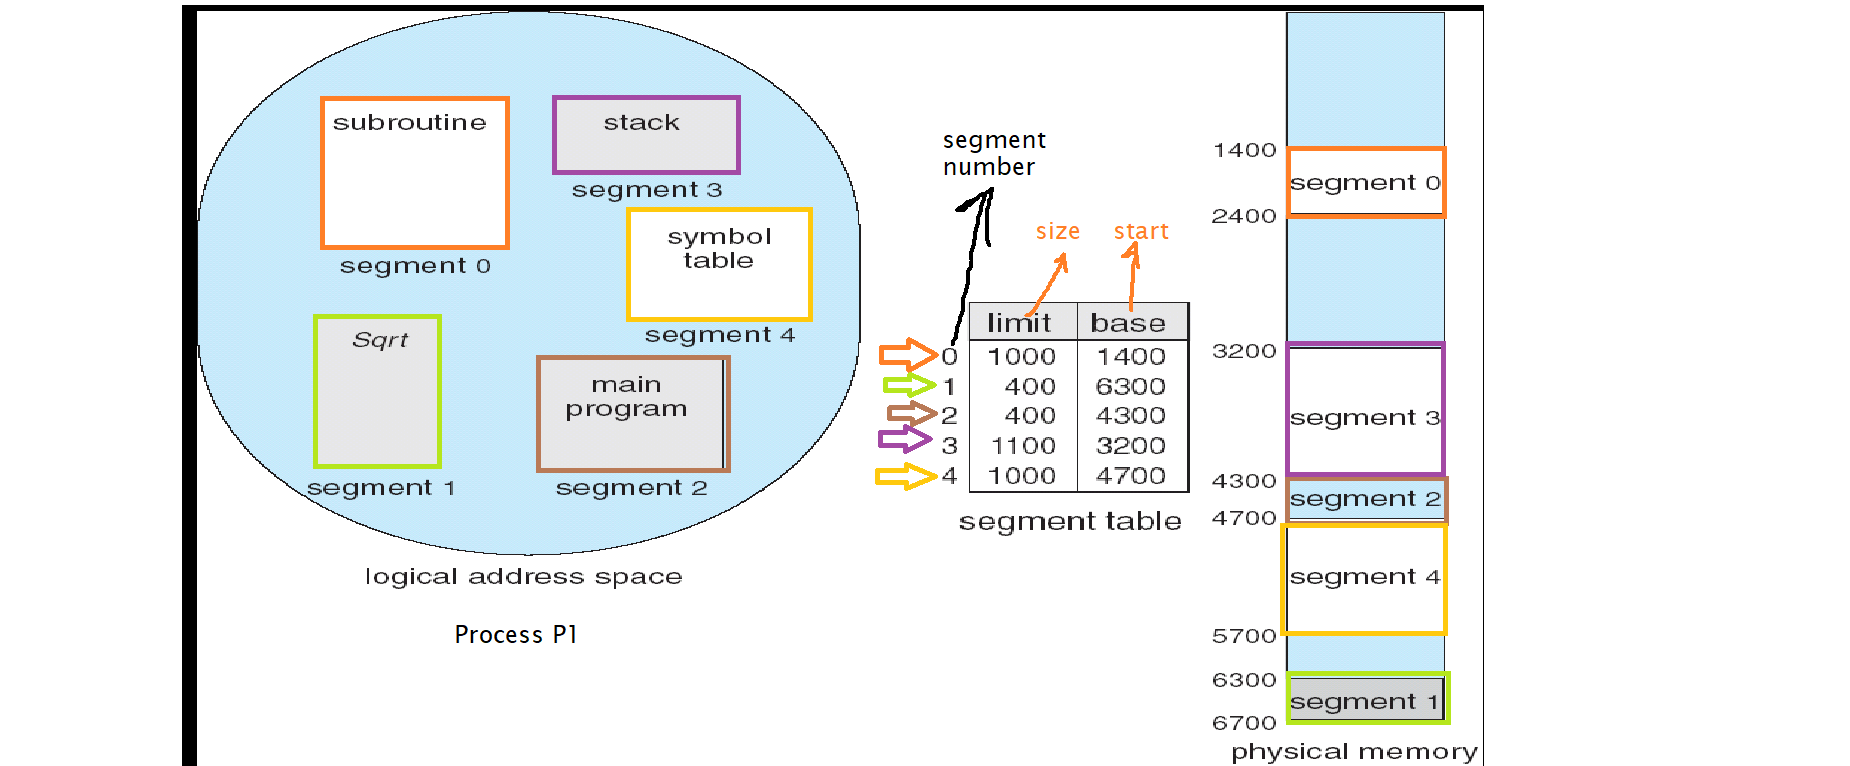 subroutine
segment 0
stack
segment 3
symbol
table
segment 4
Sqrt
segment 1
main
program
segment 2
logical address space
Process P1
segment
number
size
start
limit base
0 1000 1400
1 400 6300
2 400 4300
3 1100 3200
4 1000 4700
segment table
1400
segment 0
2400
3200
segment 3
4300
segment 2
4700
segment 4
5700
6300
segment 1
6700
physical memory